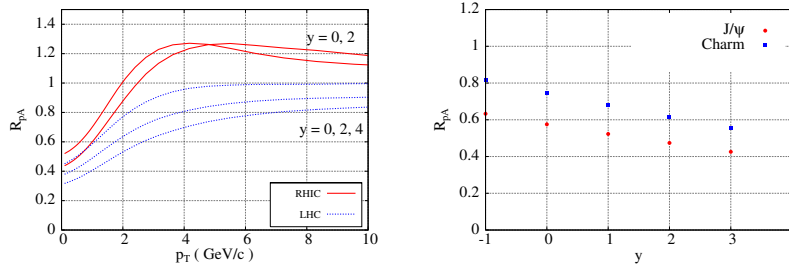 1.4
1.2
1
0.8
0.6
0.4
0.2
0
R_pA
y = 0, 2
y = 0, 2, 4
RHIC
LHC
0 2 4 6 8 10
p_T ( GeV/c )
1.2
1
0.8
0.6
0.4
0.2
0
R_pA
J/ψ
Charm
-1 0 1 2 3
y